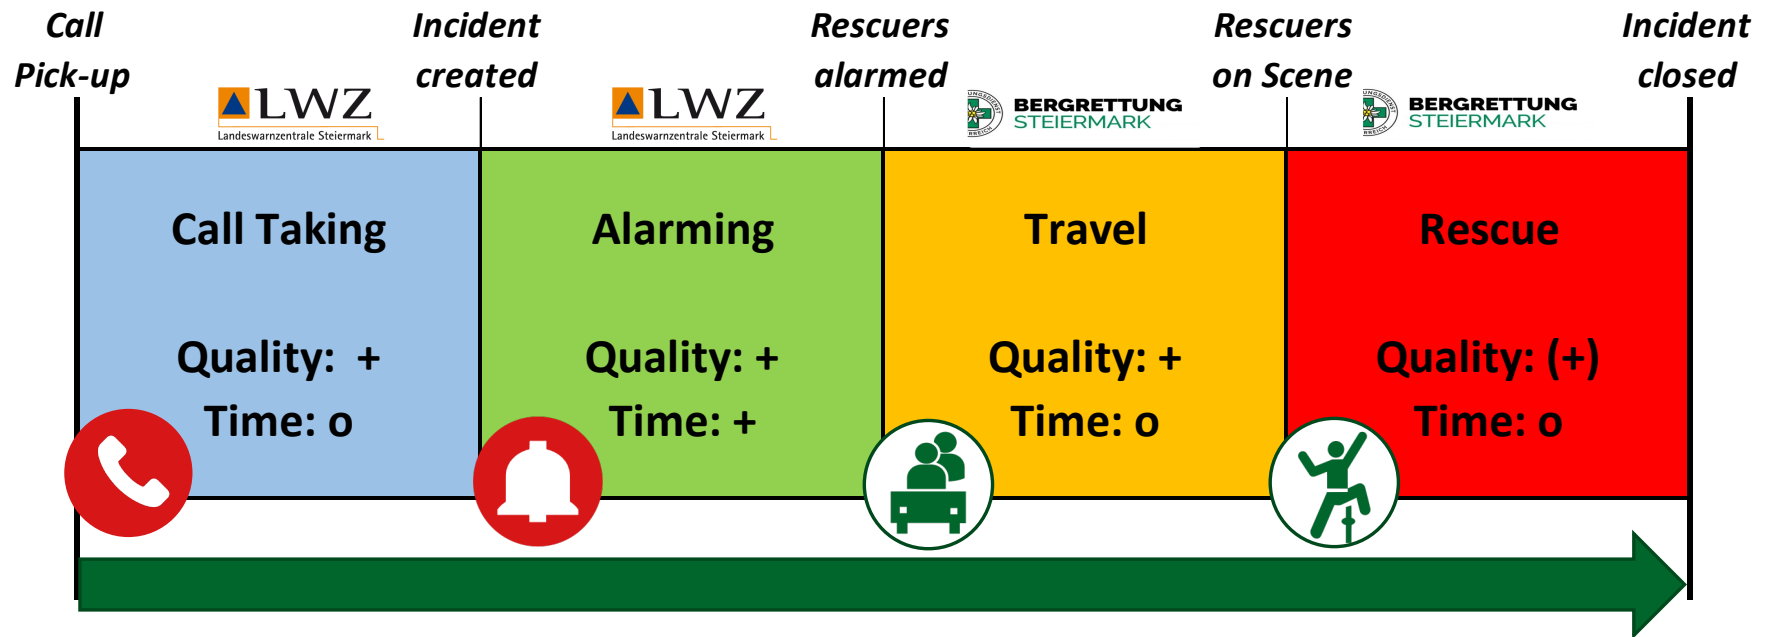 Call
Pick-up
Incident
created
Rescuers
alarmed
Rescuers
on Scene
Incident
closed
LWZ
Landeswarnzentrale Steiermark
LWZ
Landeswarnzentrale Steiermark
BERGRETTUNG
STEIERMARK
BERGRETTUNG
STEIERMARK
Call Taking
Quality:  +
Time: o
Alarming
Quality: +
Time: +
Travel
Quality: +
Time: o
Rescue
Quality: (+)
Time: o